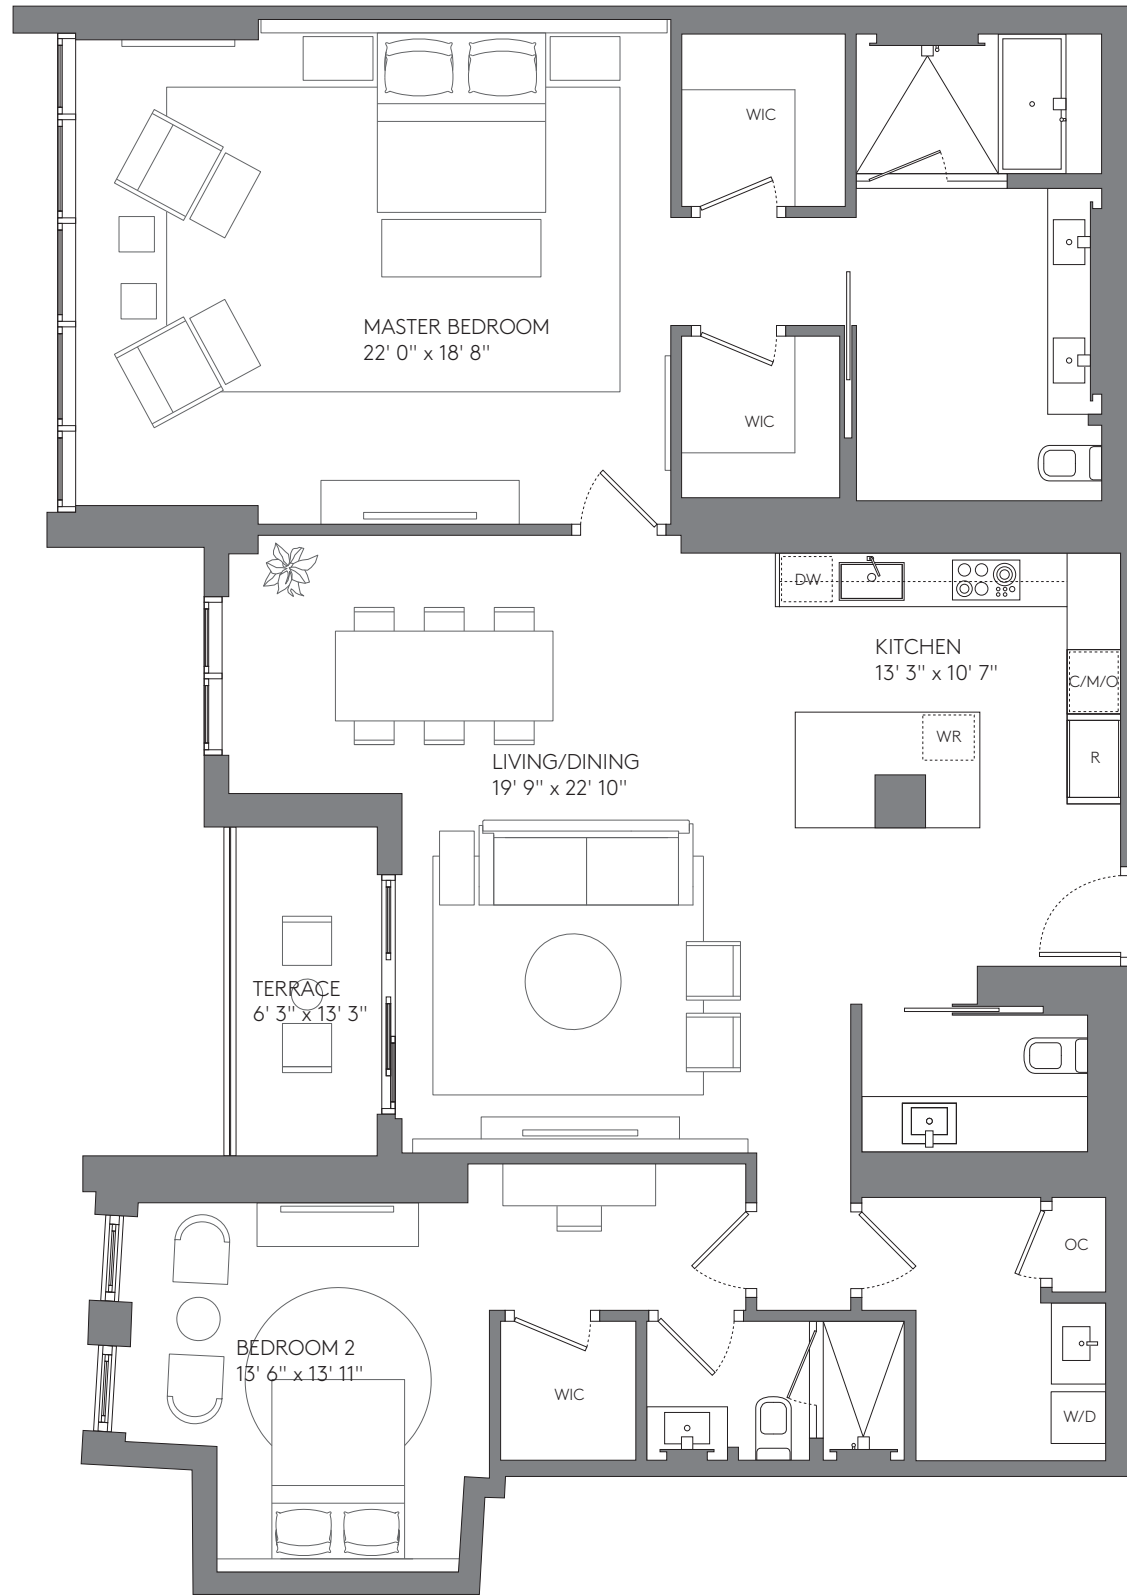 WIC
MASTER BEDROOM
22' 0" x 18' 8"
WIC
DW
KITCHEN
13' 3" x 10' 7"
C/M/O
WR
R
LIVING/DINING
19' 9" x 22' 10"
TERRACE
6' 3" x 13' 3"
OC
BEDROOM 2
13' 6" x 13' 11"
WIC
W/D